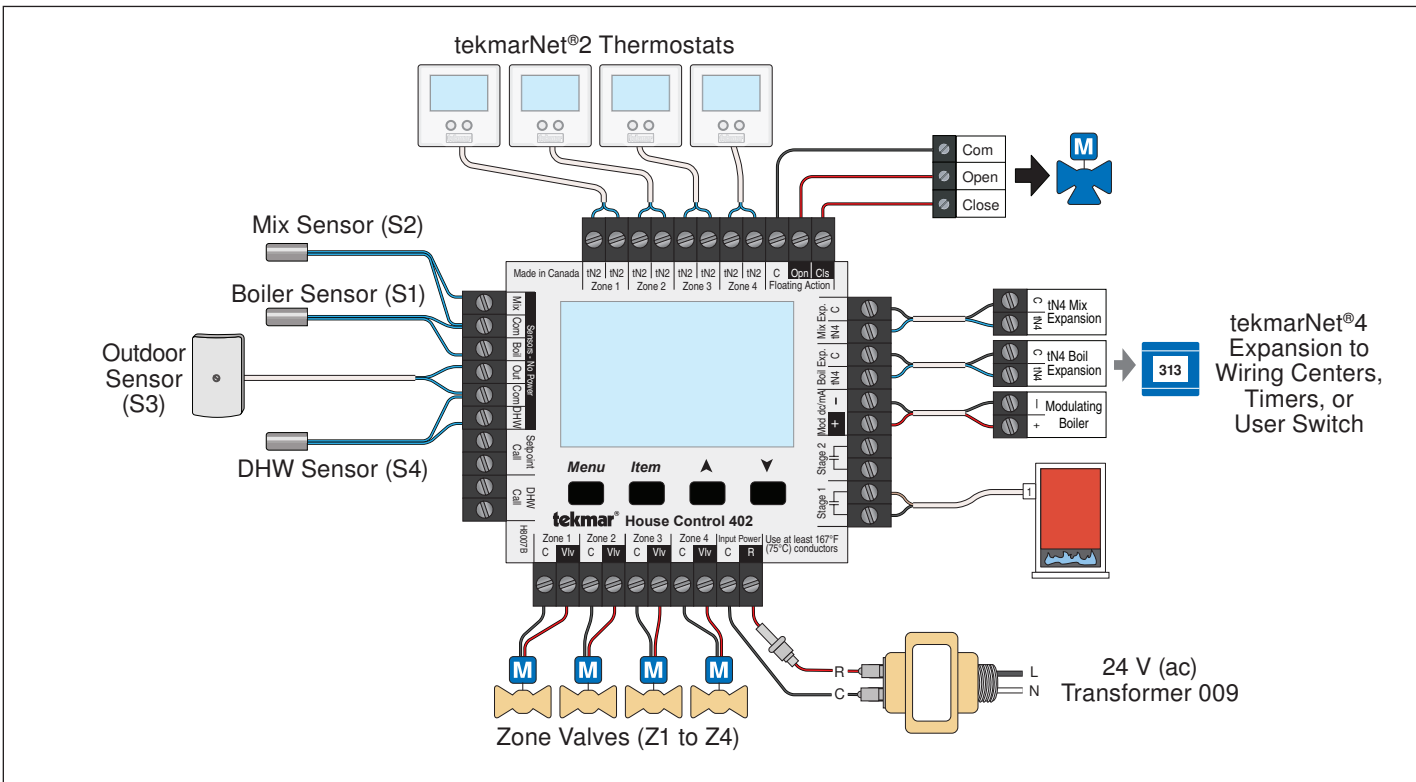 tekmarNet®2 Thermostats
Com
Open
Close
M
Mix Sensor (S2)
Boiler Sensor (S1)
Outdoor
Sensor
(S3)
DHW Sensor (S4)
Made in Canada
tN2 tN2 tN2 tN2 tN2 tN2 tN2 tN2 C Opn Cls
Zone 1 Zone 2 Zone 3 Zone 4 Floating Action
Mix Com Boil Out Com DHW
Sensors - No Power
Setpoint
Call
DHW
Call
H8007B
Mix Exp.
C
tN4
Boil Exp.
C
tN4
Mod dc/mA
–
+
Stage 2
Stage 1
C
tN4
tN4 Mix
Expansion
C
tN4
tN4 Boil
Expansion
–
+
Modulating
Boiler
313
tekmarNet®4
Expansion to
Wiring Centers,
Timers, or
User Switch
1
Menu Item
tekmar® House Control 402
Zone 1 Zone 2 Zone 3 Zone 4 Input Power
C Vlv C Vlv C Vlv C Vlv C R
Use at least 167°F
(75°C) conductors
M M M M
Zone Valves (Z1 to Z4)
R
C
L
N
24 V (ac)
Transformer 009